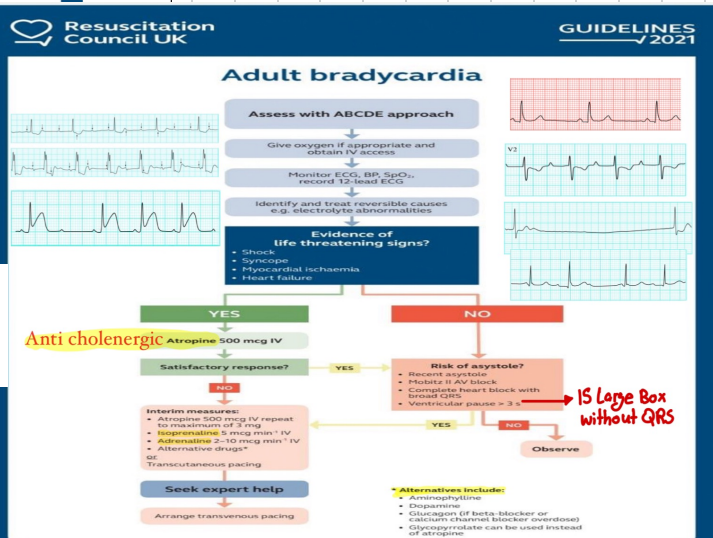 Resuscitation
Council UK
GUIDELINES
2021
Adult bradycardia
Assess with ABCDE approach
Give oxygen if appropriate and
obtain IV access
Monitor ECG, BP, SpO₂,
record 12-lead ECG
Identify and treat reversible causes
e.g. electrolyte abnormalities
V2
Evidence of
life threatening signs?
• Shock
• Syncope
• Myocardial ischaemia
• Heart failure
YES
NO
Anti cholenergic
Atropine 500 mcg IV
Satisfactory response?
YES
NO
Risk of asystole?
• Recent asystole
• Mobitz II AV block
• Complete heart block with
broad QRS
• Ventricular pause > 3 s
15 Large Box
without QRS
Interim measures:
• Atropine 500 mcg IV repeat
to maximum of 3 mg
• Isoprenaline 5 mcg min⁻¹ IV
• Adrenaline 2–10 mcg min⁻¹ IV
• Alternative drugs*
or
Transcutaneous pacing
YES
NO
Observe
Seek expert help
Arrange transvenous pacing
* Alternatives include:
• Aminophylline
• Dopamine
• Glucagon (if beta-blocker or
calcium channel blocker overdose)
• Glycopyrrolate can be used instead
of atropine